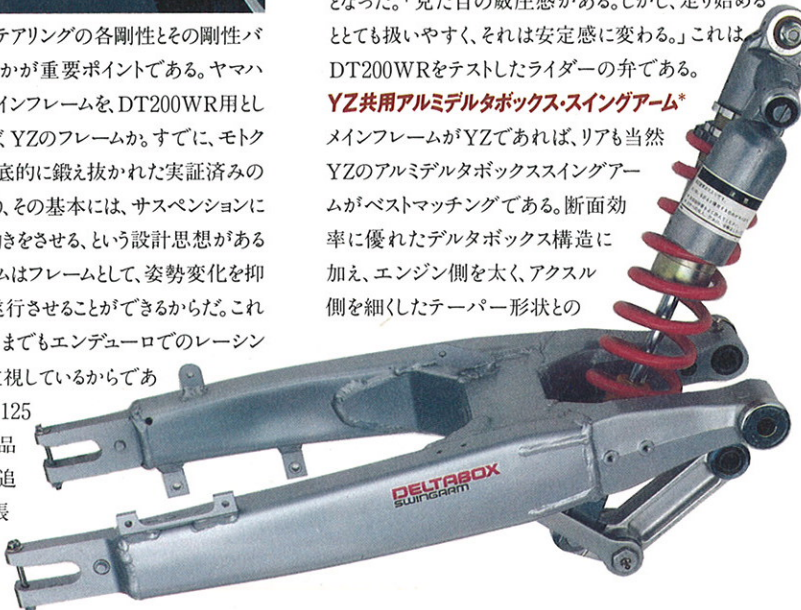 テアリングの各剛性とその剛性バ
かが重要ポイントである。ヤマハ
インフレームを、DT200WR用とし
、YZのフレームか。すでに、モトク
底的に鍛え抜かれた実証済みの
り、その基本には、サスペンションに
動きをさせる、という設計思想がある
ムはフレームとして、姿勢変化を抑
遂行させることができるからだ。これ
までもエンデューロでのレーシン
視しているからであ
125
品
追
長
となった。「見た目の威圧感がある。しかし、走り始める
ととても扱いやすく、それは安定感に変わる。」これは、
DT200WRをテストしたライダーの弁である。
YZ共用アルミデルタボックス・スイングアーム*
メインフレームがYZであれば、リアも当然
YZのアルミデルタボックススイングアー
ムがベストマッチングである。断面効
率に優れたデルタボックス構造に
加え、エンジン側を太く、アクスル
側を細くしたテーパー形状との
DELTABOX
SWINGARM